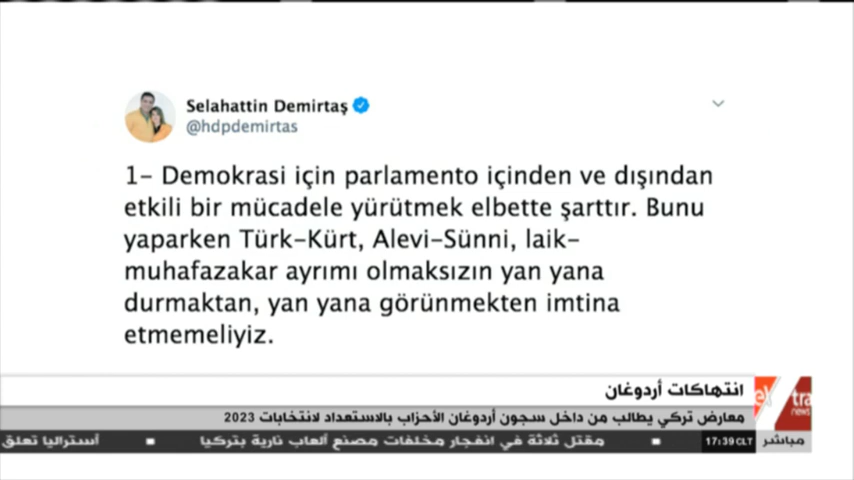 Selahattin Demirtaş
@hdpdemirtas
1- Demokrasi için parlamento içinden ve dışından
etkili bir mücadele yürütmek elbette şarttır. Bunu
yaparken Türk-Kürt, Alevi-Sünni, laik-
muhafazakar ayrımı olmaksızın yan yana
durmaktan, yan yana görünmekten imtina
etmemeliyiz.
انتهاكات أردوغان
معارض تركي يطالب من داخل سجون أردوغان الأحزاب بالاستعداد لانتخابات 2023
مباشر 17:39 CLT مقتل ثلاثة في انفجار مخلفات مصنع ألعاب نارية بتركيا ■ أستراليا تعلق
tra
news